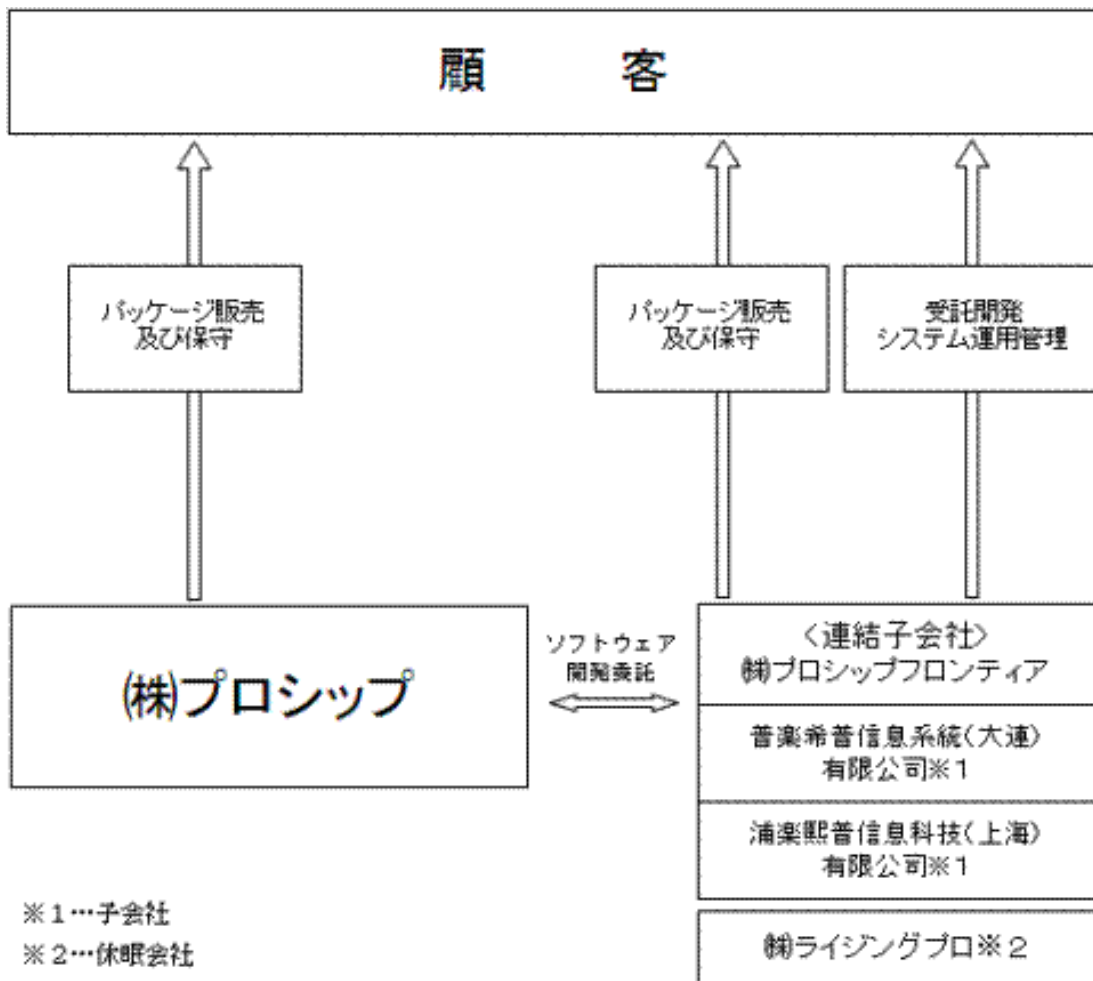 顧　　客
パッケージ販売
及び保守
パッケージ販売
及び保守
受託開発
システム運用管理
㈱プロシップ
ソフトウェア
開発委託
〈連結子会社〉
㈱プロシップフロンティア
普楽希普信息系統(大連)
有限公司※1
浦楽熙普信息科技(上海)
有限公司※1
㈱ライジングプロ※2
※1…子会社
※2…休眠会社